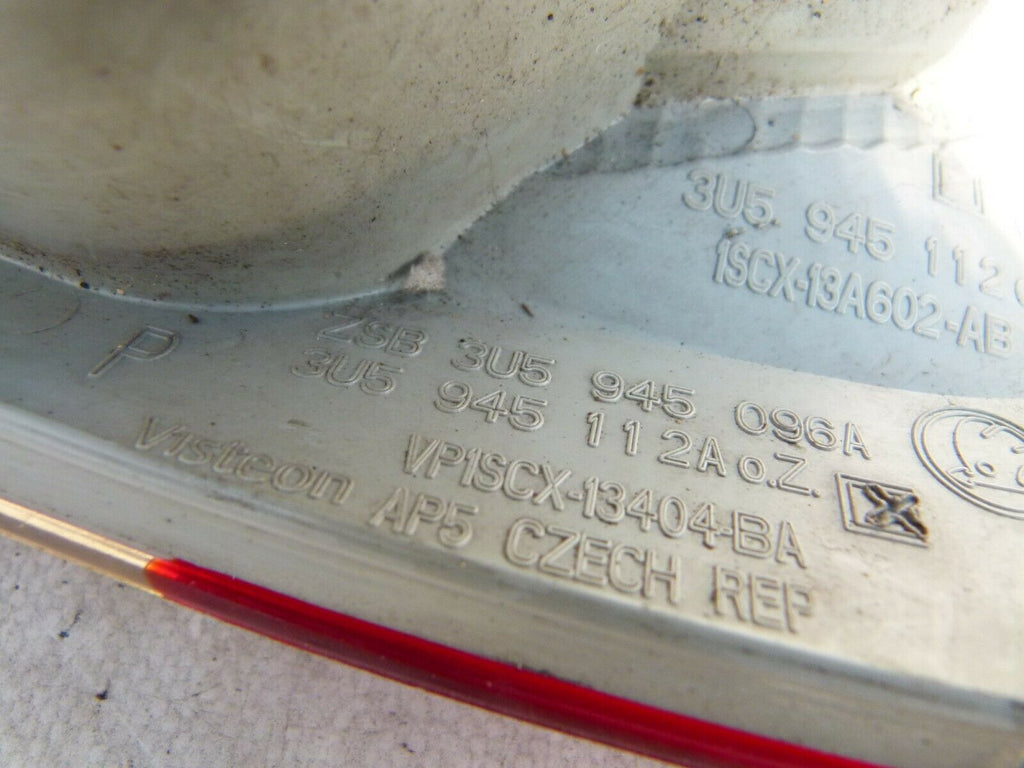 3U5 945 112
1SCX-13A602-AB
P
ZSB 3U5 945 096A
3U5 945 112A o.Z.
VP1SCX-13404-BA
Visteon AP5 CZECH REP